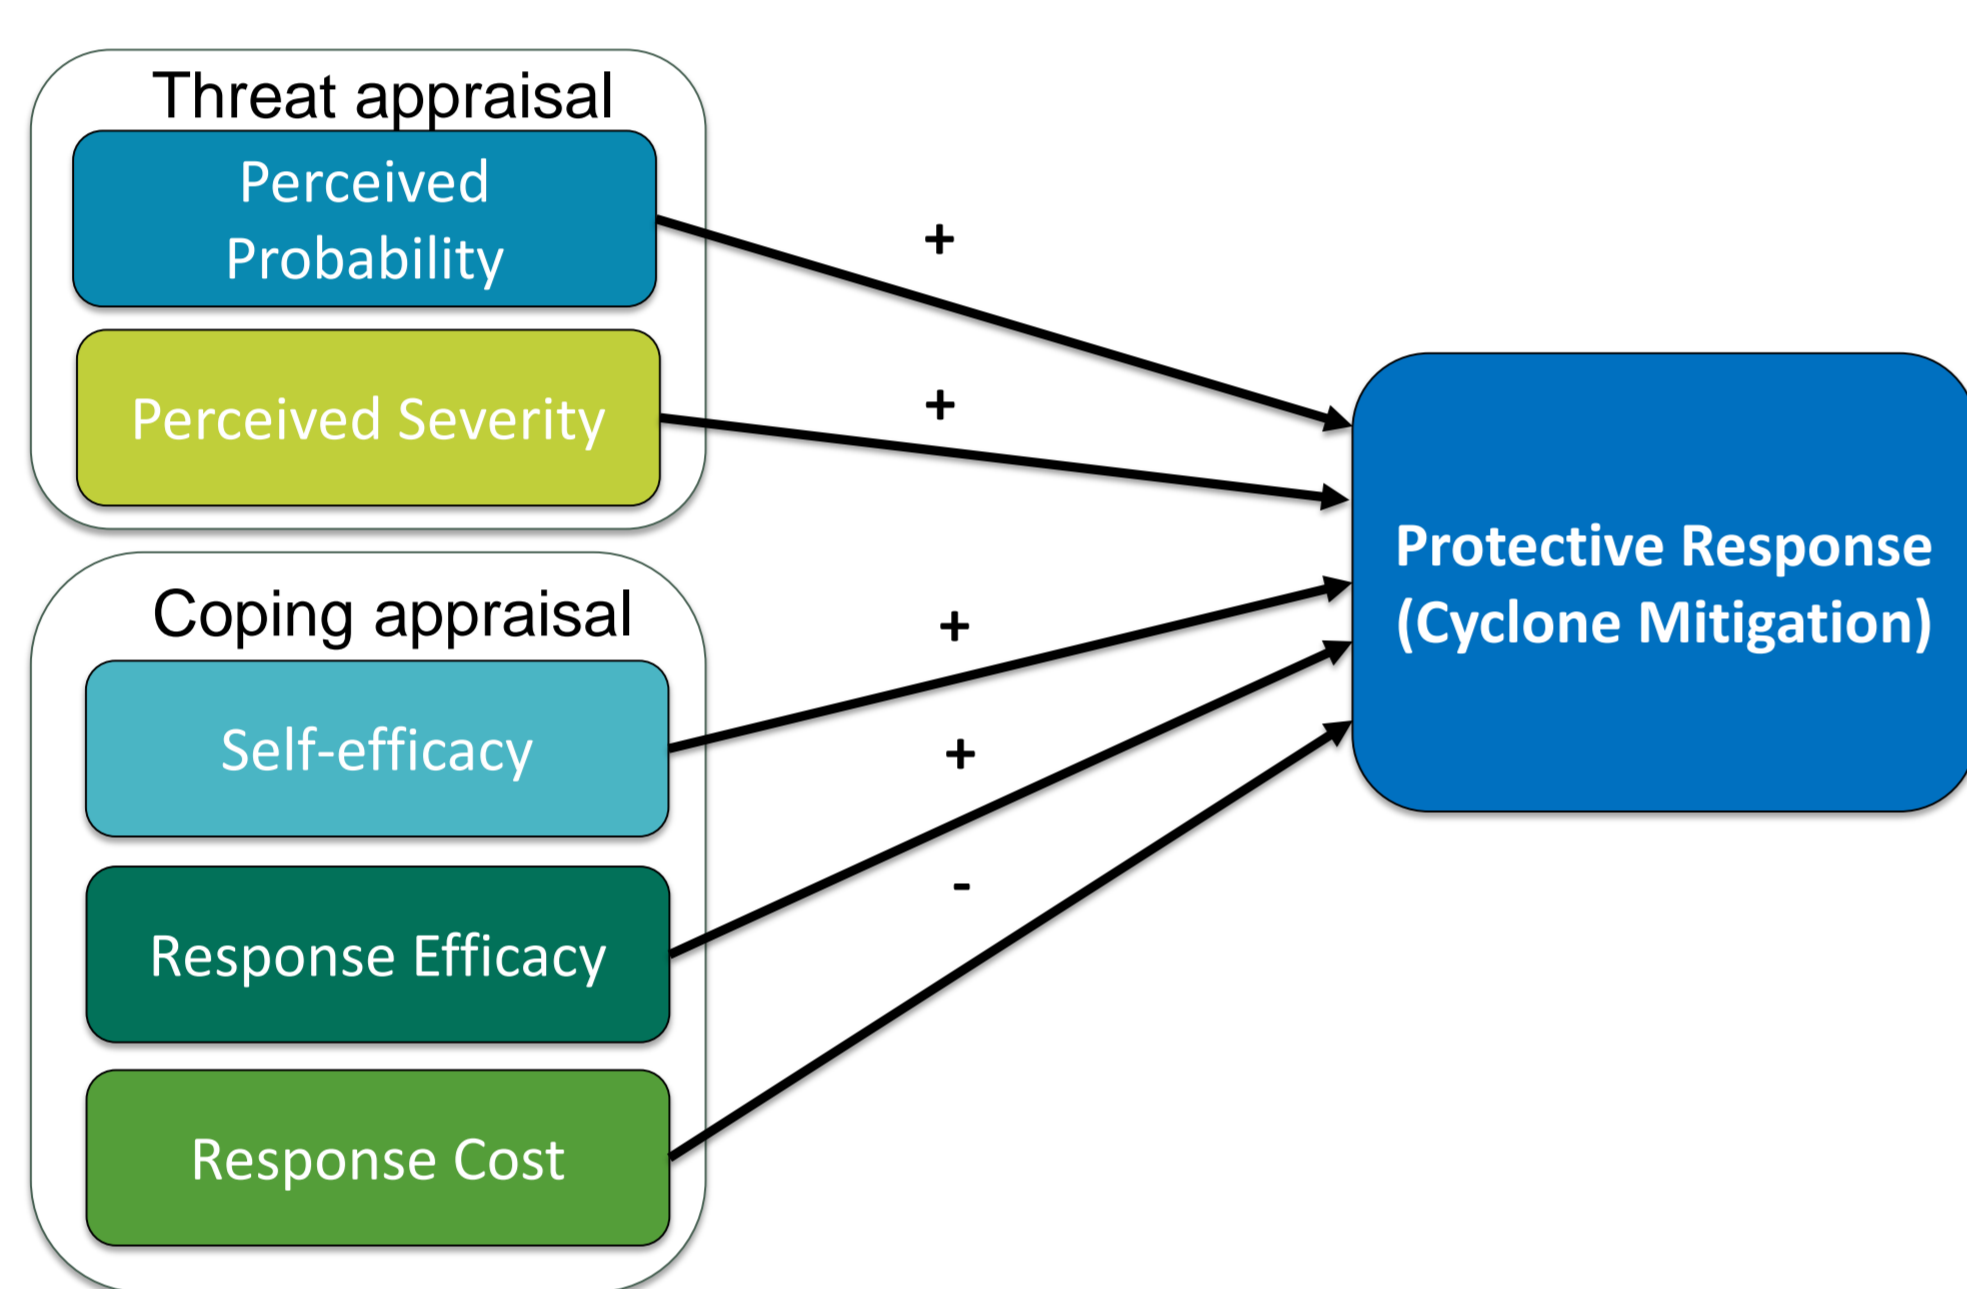 Threat appraisal
Perceived
Probability
Perceived Severity
Coping appraisal
Self-efficacy
Response Efficacy
Response Cost
+
+
+
+
-
Protective Response
(Cyclone Mitigation)